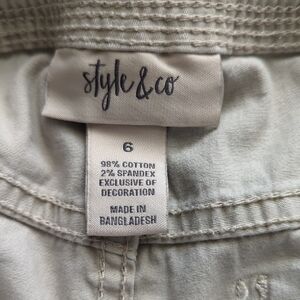 style & co
6
98% COTTON
2% SPANDEX
EXCLUSIVE OF
DECORATION
MADE IN
BANGLADESH